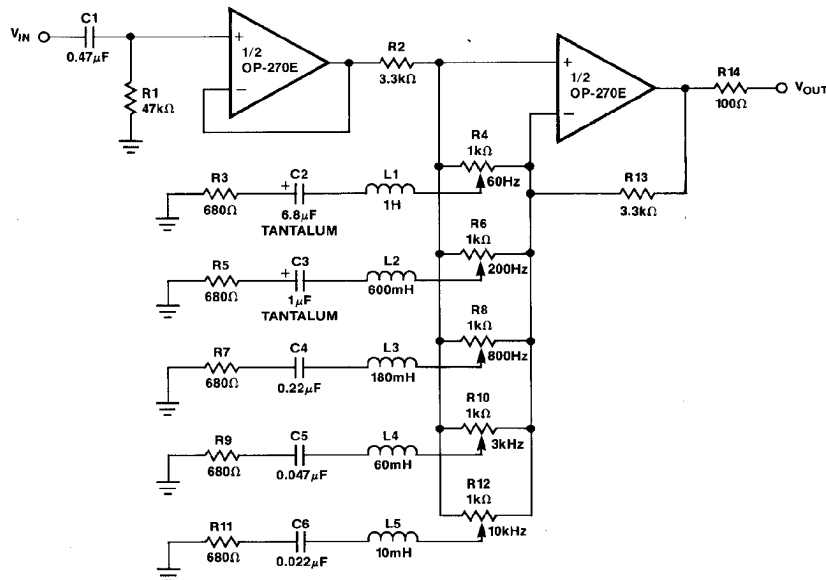 V_IN
C1
0.47μF
R1
47kΩ
+
1/2
OP-270E
−
R2
3.3kΩ
+
1/2
OP-270E
−
R14
100Ω
V_OUT
R13
3.3kΩ
R4
1kΩ
60Hz
R3
680Ω
+
C2
6.8μF
TANTALUM
L1
1H
R6
1kΩ
200Hz
R5
680Ω
+
C3
1μF
TANTALUM
L2
600mH
R8
1kΩ
800Hz
R7
680Ω
C4
0.22μF
L3
180mH
R10
1kΩ
3kHz
R9
680Ω
C5
0.047μF
L4
60mH
R12
1kΩ
10kHz
R11
680Ω
C6
0.022μF
L5
10mH